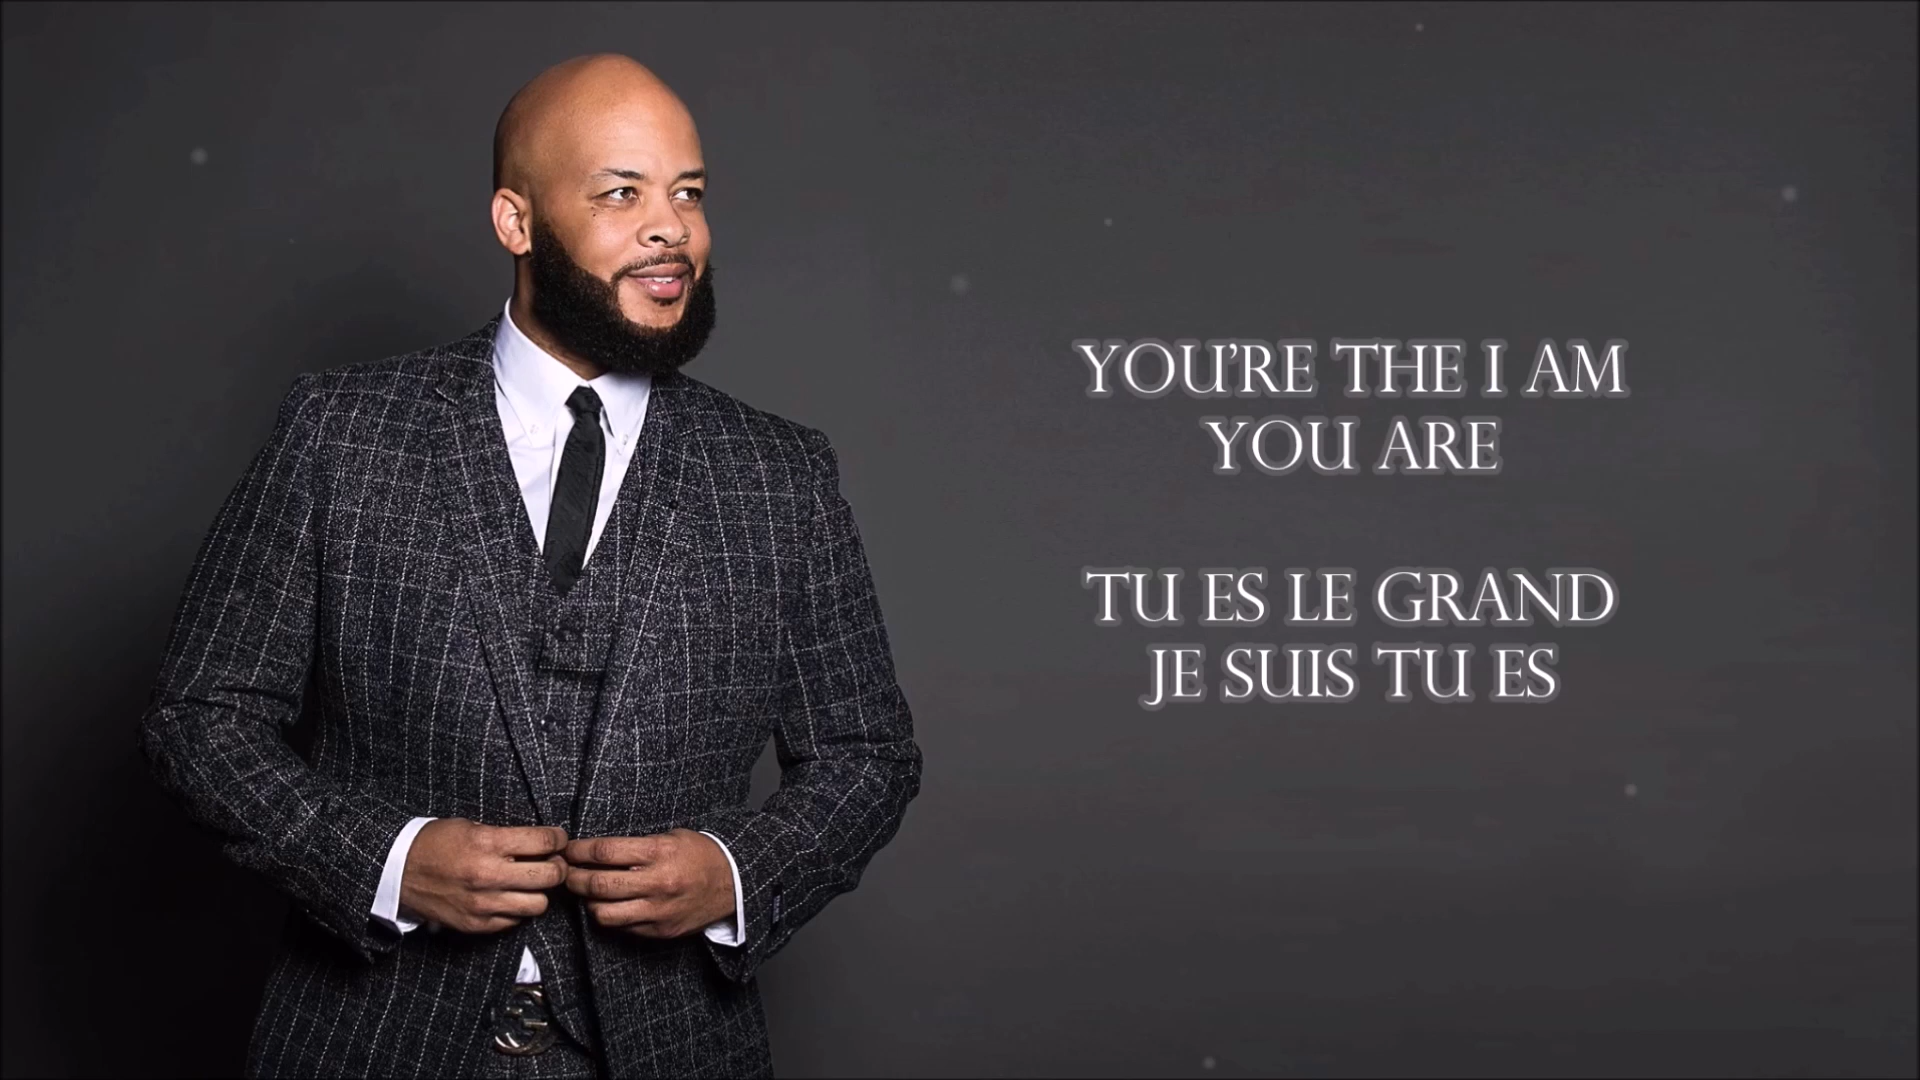 YOU'RE THE I AM
YOU ARE
TU ES LE GRAND
JE SUIS TU ES